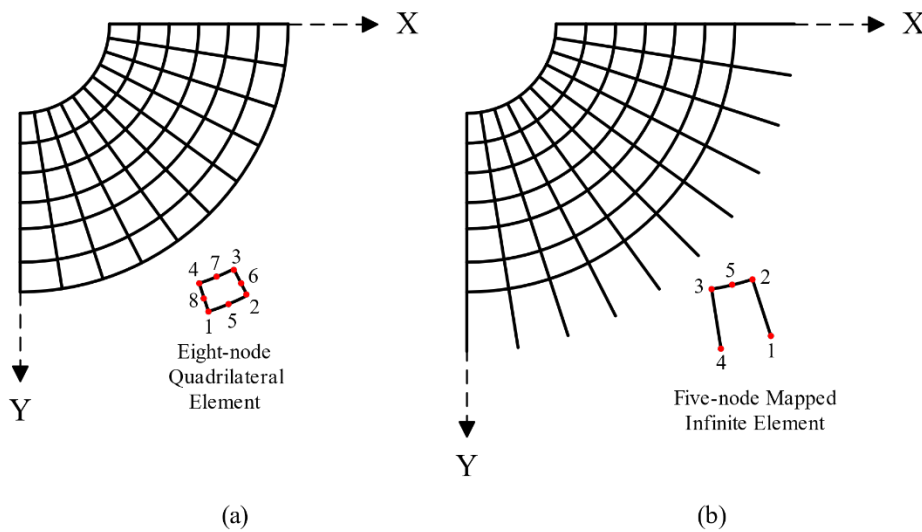 X
Y
4
7
3
6
8
2
1
5
Eight-node
Quadrilateral
Element
(a)
X
Y
3
5
2
4
1
Five-node Mapped
Infinite Element
(b)